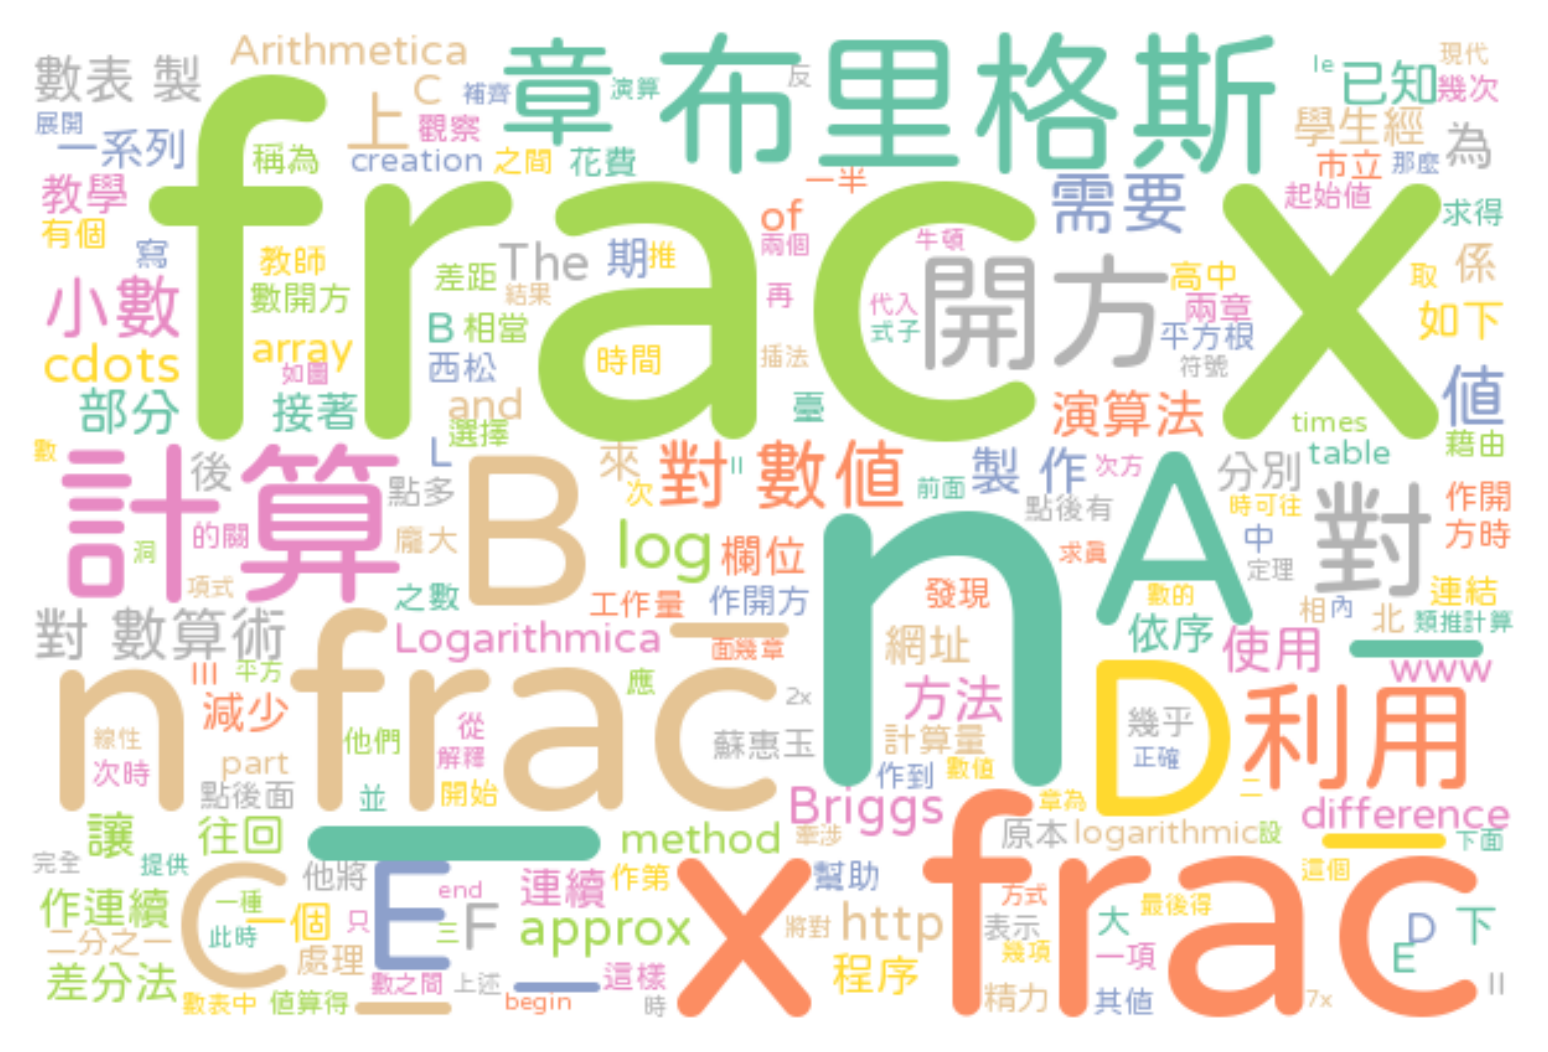 Arithmetica
章 布里格斯
數表 製
C
補齊
演算
反
le
已知
現代
幾次
展開
一系列
上
觀察
學生經
為
稱為
creation
之間
花費
一半
需要
市立
那麼
教學
frac x
of
起始值
求得
有個
寫
教師
差距
The
期
推
兩個
牛頓
開方
高中
取
係
小數
數開方
結果
再
代入
兩章
如下
B
相當
式子
平方根
cdots
array
如圖
西松
時間
插法
符號
值
部分
接著
and
選擇
臺
演算法
times
藉由
數
計算
後
L
B
來
次
對 數值
II
前面
製 作
次方
分別
table
點多
點後有
時可往
對
作開
方時
洞
的關
龐大
log
欄位
n
求真
A
中
定理
項式
之數
工作量
作開方
發現
數的
相
內
連結
對 數算術
Logarithmica
面幾章
網址
依序
使用
北
類推計算
www
III
平方
n frac
應
2x
方法
D
利用
減少
線性
次時
他們
從
解釋
蘇惠玉
計算量
幾乎
正確
part
點後面
並
開始
作到
數值
二
讓
往回
method
Briggs
牽涉
章為
原本
logarithmic
設
difference
下面
完全
提供
C
他將
E
end
連續
作第
x frac
幫助
這個
作連續
一種
一個
只
F
三
approx
將對
http
方式
表示
大
最後得
D
下
二分之一
此時
處理
幾項
一項
E
差分法
數之間
上述
這樣
程序
精力
其他
數表中
值算得
begin
時
其值
7x
II